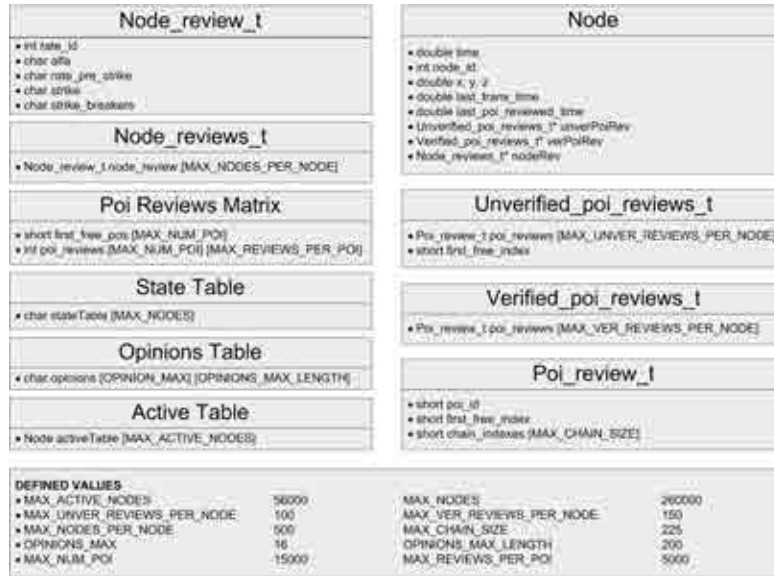 Node_review_t
• int rate_id
• char alfa
• char rate_pre_strike
• char strike
• char strike_breakers
Node_reviews_t
• Node_review_t node_review [MAX_NODES_PER_NODE]
Poi Reviews Matrix
• short first_free_pos [MAX_NUM_POI]
• int poi_reviews [MAX_NUM_POI] [MAX_REVIEWS_PER_POI]
State Table
• char stateTable [MAX_NODES]
Opinions Table
• char opinions [OPINION_MAX] [OPINIONS_MAX_LENGTH]
Active Table
• Node activeTable [MAX_ACTIVE_NODES]
Node
• double time
• int node_id
• double x, y, z
• double last_trans_time
• double last_poi_reviewed_time
• Unverified_poi_reviews_t* unverPoiRev
• Verified_poi_reviews_t* verPoiRev
• Node_reviews_t* nodeRev
Unverified_poi_reviews_t
• Poi_review_t poi_reviews [MAX_UNVER_REVIEWS_PER_NODE]
• short first_free_index
Verified_poi_reviews_t
• Poi_review_t poi_reviews [MAX_VER_REVIEWS_PER_NODE]
Poi_review_t
• short poi_id
• short first_free_index
• short chain_indexes [MAX_CHAIN_SIZE]
DEFINED VALUES
• MAX_ACTIVE_NODES 56000 MAX_NODES 260000
• MAX_UNVER_REVIEWS_PER_NODE 100 MAX_VER_REVIEWS_PER_NODE 150
• MAX_NODES_PER_NODE 500 MAX_CHAIN_SIZE 225
• OPINIONS_MAX 16 OPINIONS_MAX_LENGTH 200
• MAX_NUM_POI 15000 MAX_REVIEWS_PER_POI 5000